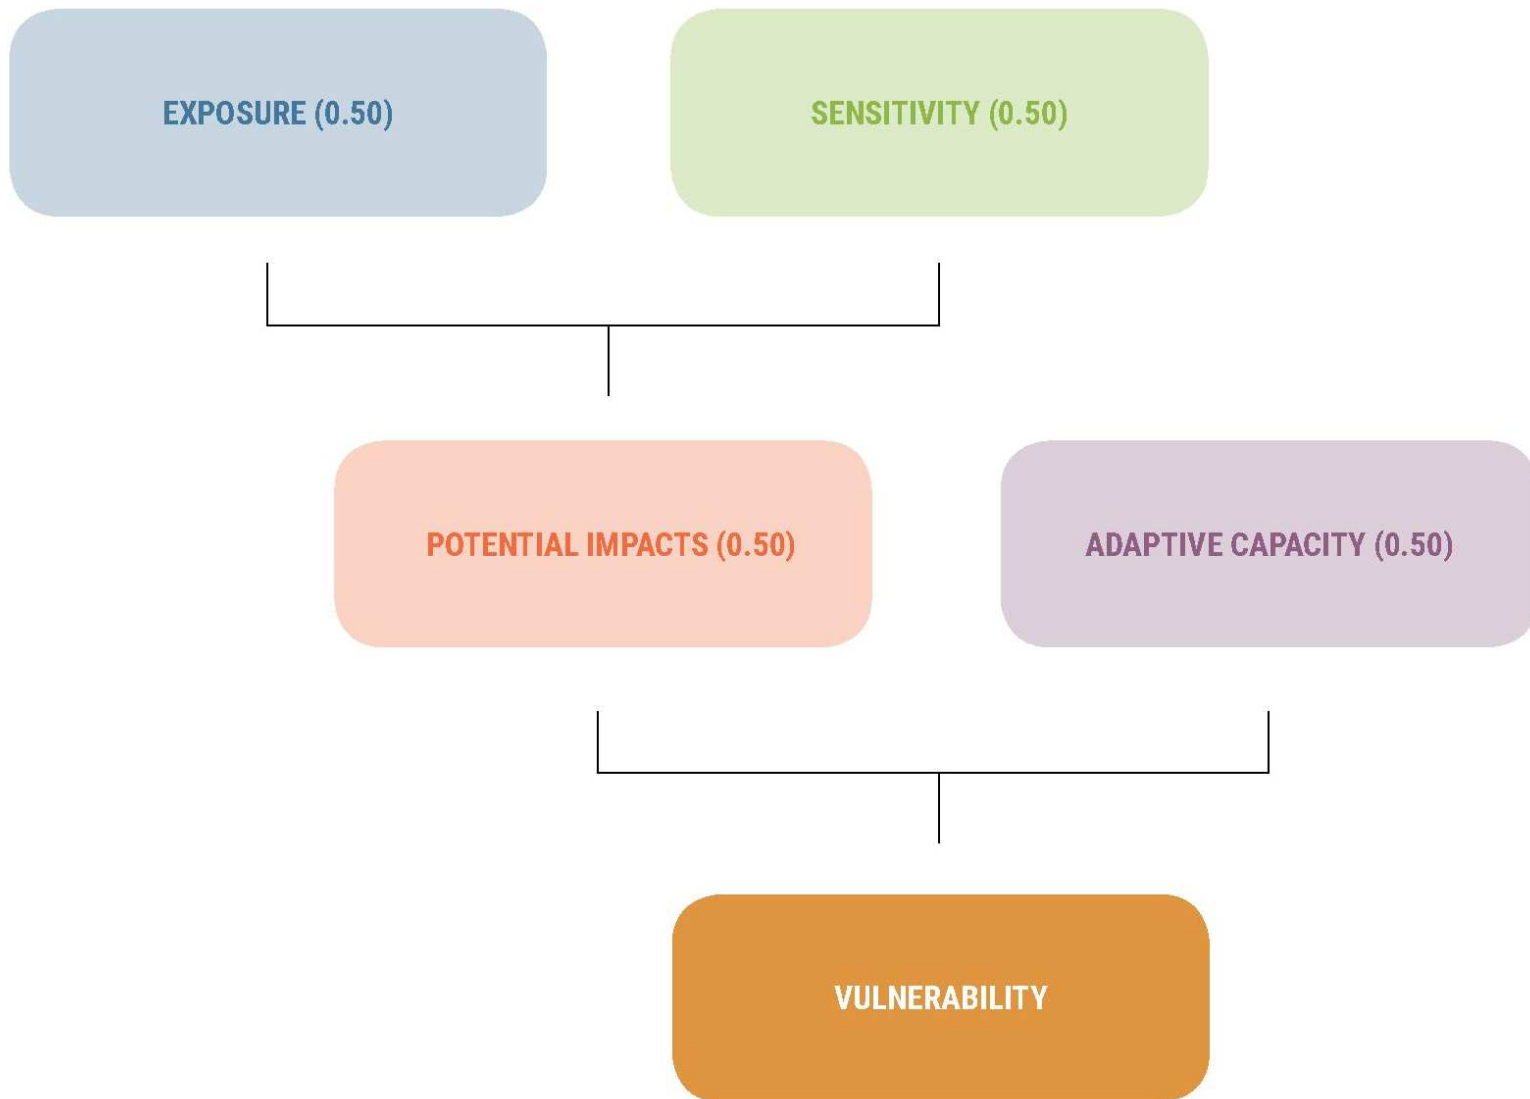 EXPOSURE (0.50)
SENSITIVITY (0.50)
POTENTIAL IMPACTS (0.50)
ADAPTIVE CAPACITY (0.50)
VULNERABILITY